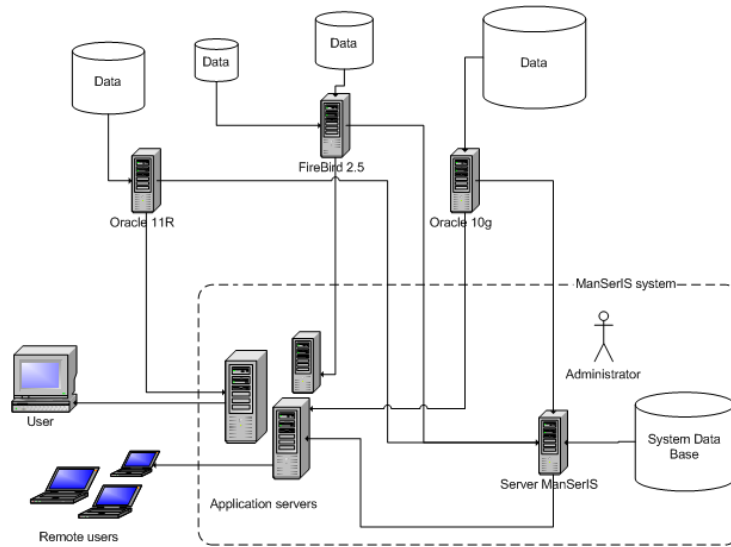 Data
Data
Data
Data
FireBird 2.5
Oracle 11R
Oracle 10g
ManSerIS system
Administrator
User
System Data
Base
Server ManSerIS
Application servers
Remote users